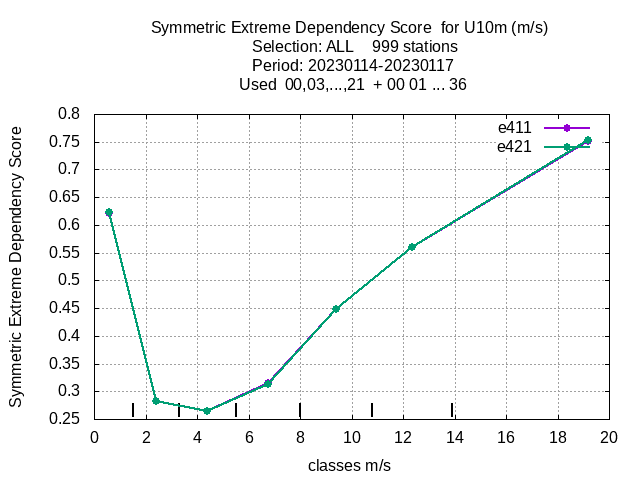 Symmetric Extreme Dependency Score  for U10m (m/s)
Selection: ALL    999 stations
Period: 20230114-20230117
Used  00,03,...,21  + 00 01 ... 36
Symmetric Extreme Dependency Score
0.8
0.75
0.7
0.65
0.6
0.55
0.5
0.45
0.4
0.35
0.3
0.25
e411
e421
0 2 4 6 8 10 12 14 16 18 20
classes m/s